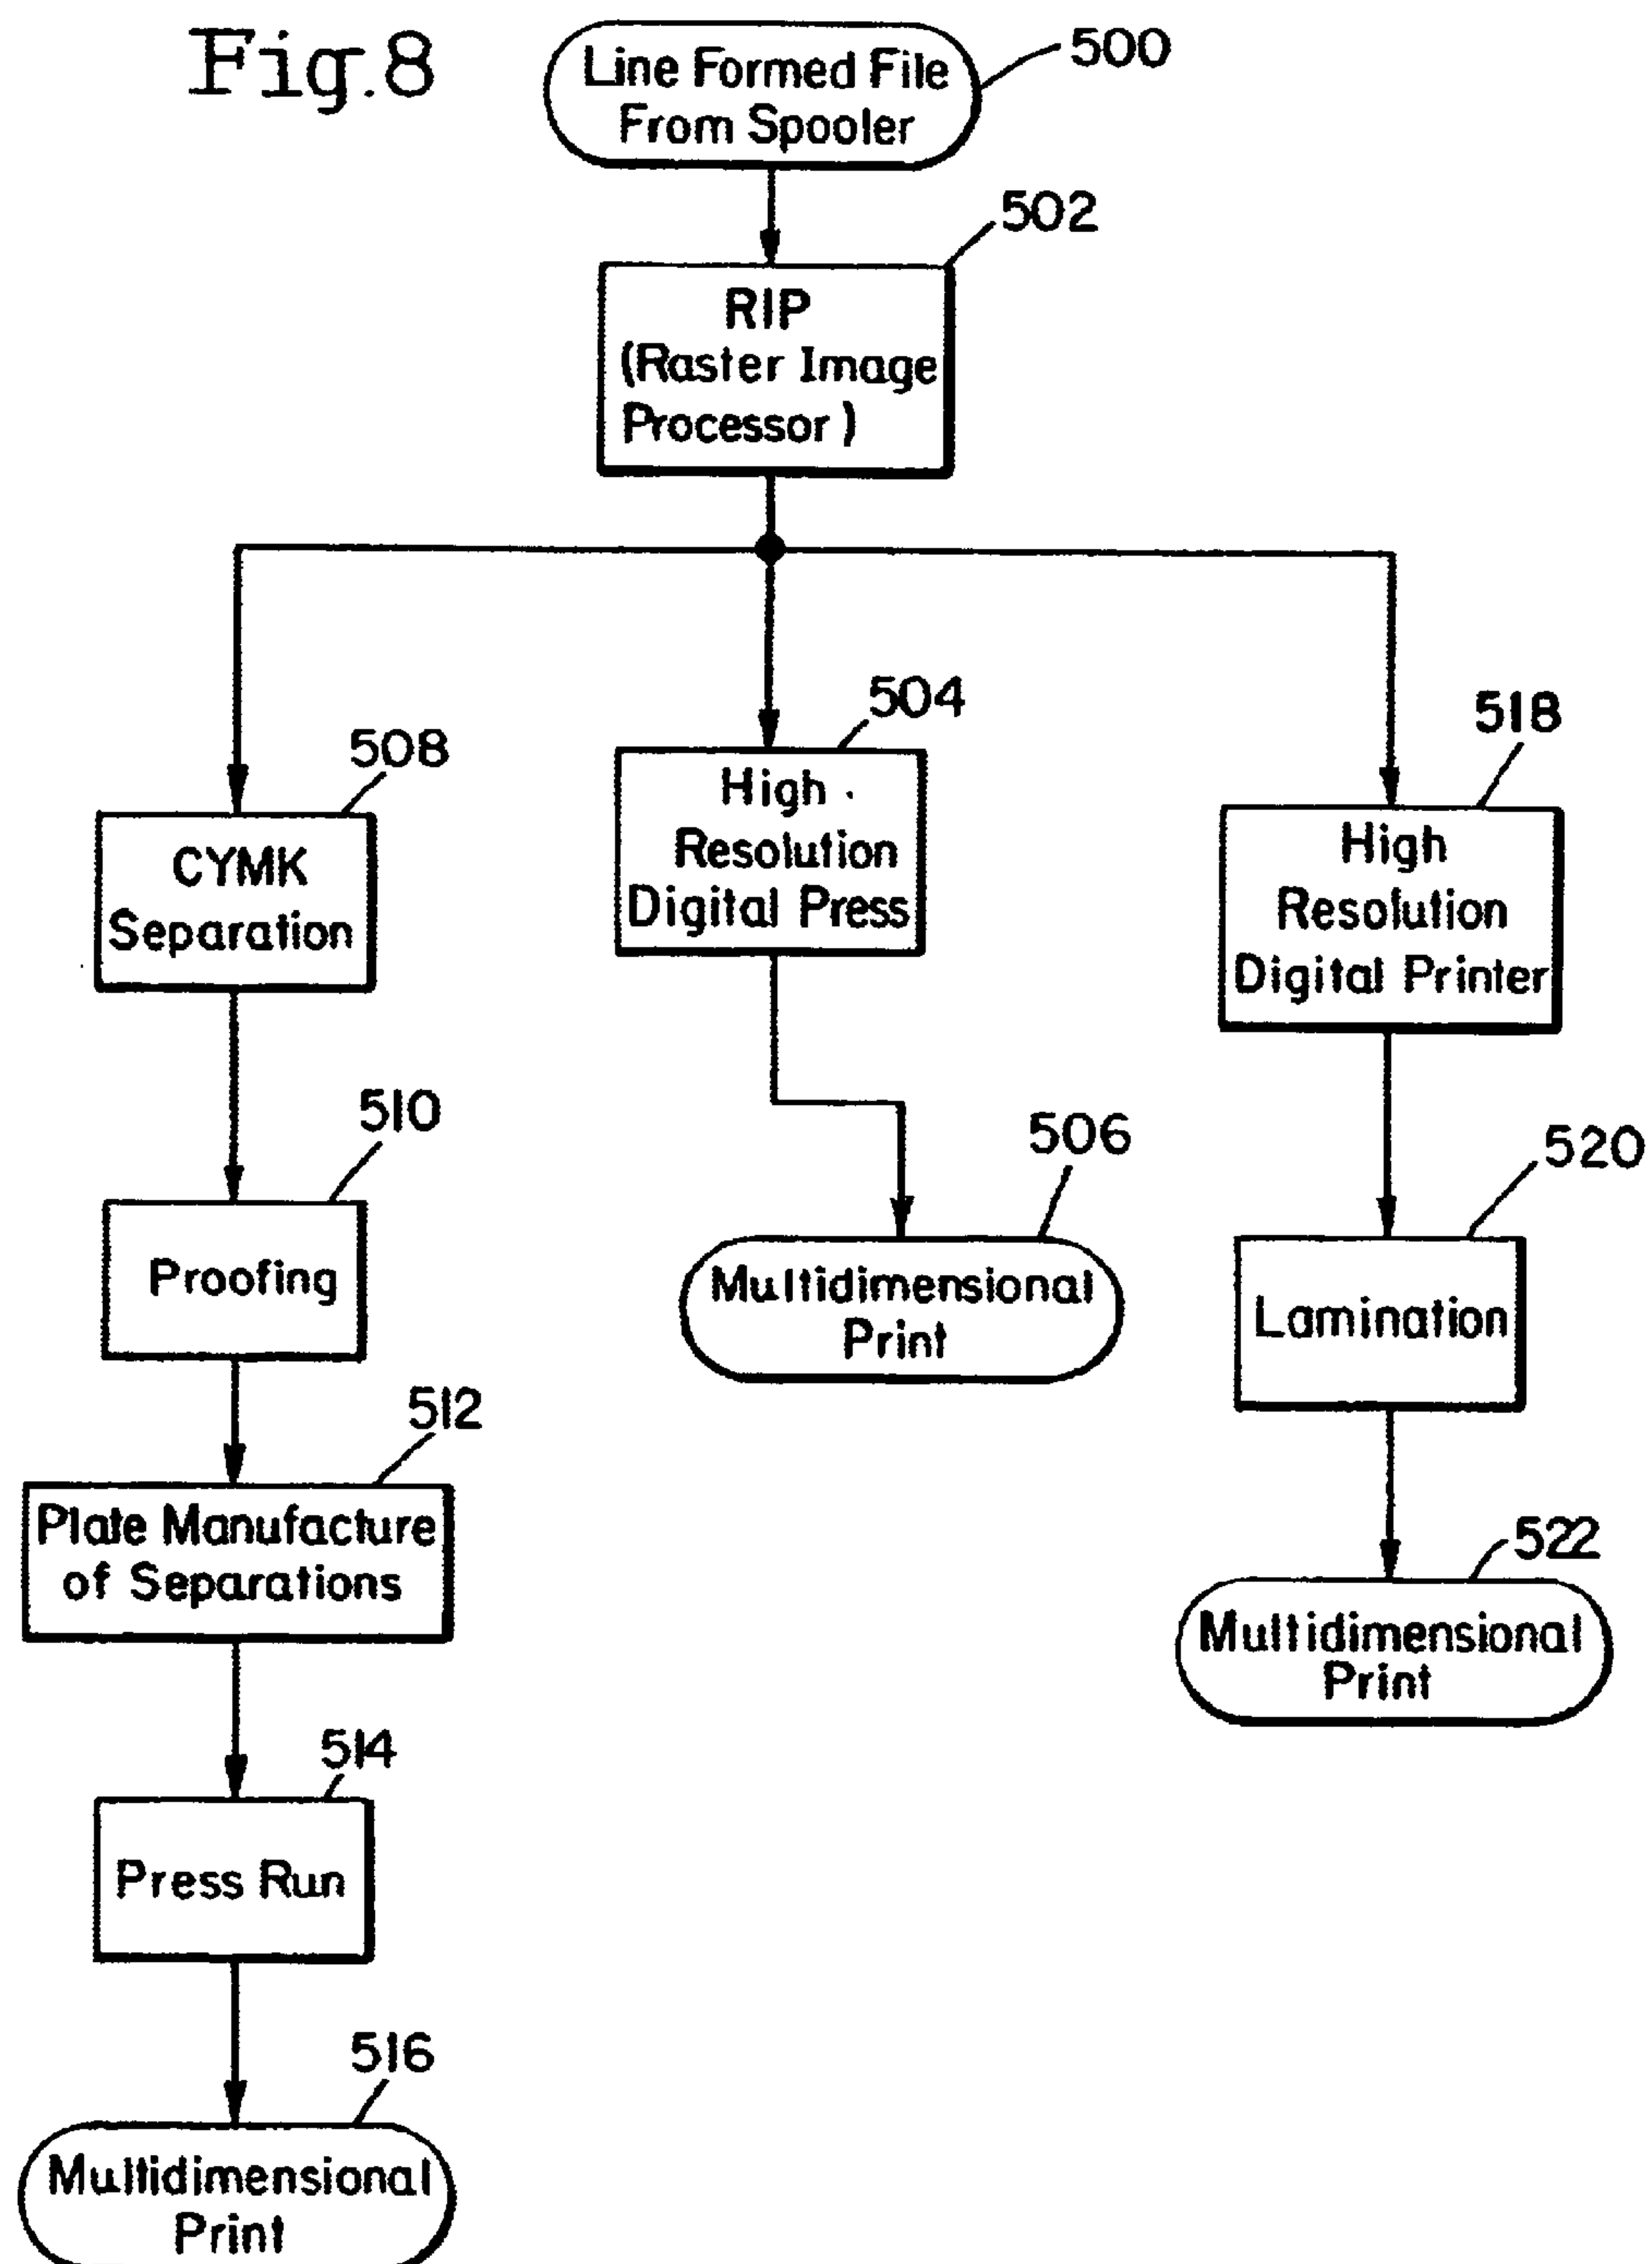 Fig.8
Line Formed File
From Spooler
500
RIP
(Raster Image
Processor)
502
CYMK
Separation
508
High
Resolution
Digital Press
504
High
Resolution
Digital Printer
518
Proofing
510
Multidimensional
Print
506
Lamination
520
Plate Manufacture
of Separations
512
Multidimensional
Print
522
Press Run
514
Multidimensional
Print
516